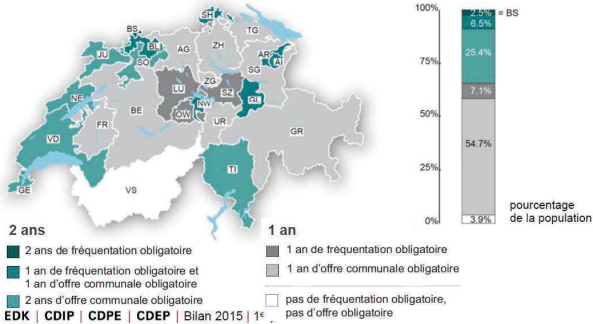 SH
TG
BS
BL
AG
ZH
JU
SO
AR
AI
SG
ZG
LU
SZ
NE
NW
GL
BE
OW
FR
UR
GR
VD
TI
GE
VS
100%
75%
50%
25%
0%
2.5% = BS
6.5%
25.4%
7.1%
54.7%
3.9%
pourcentage
de la population
2 ans
2 ans de fréquentation obligatoire
1 an de fréquentation obligatoire et
1 an d'offre communale obligatoire
2 ans d'offre communale obligatoire
1 an
1 an de fréquentation obligatoire
1 an d'offre communale obligatoire
pas de fréquentation obligatoire,
pas d'offre obligatoire
EDK | CDIP | CDPE | CDEP | Bilan 2015 |